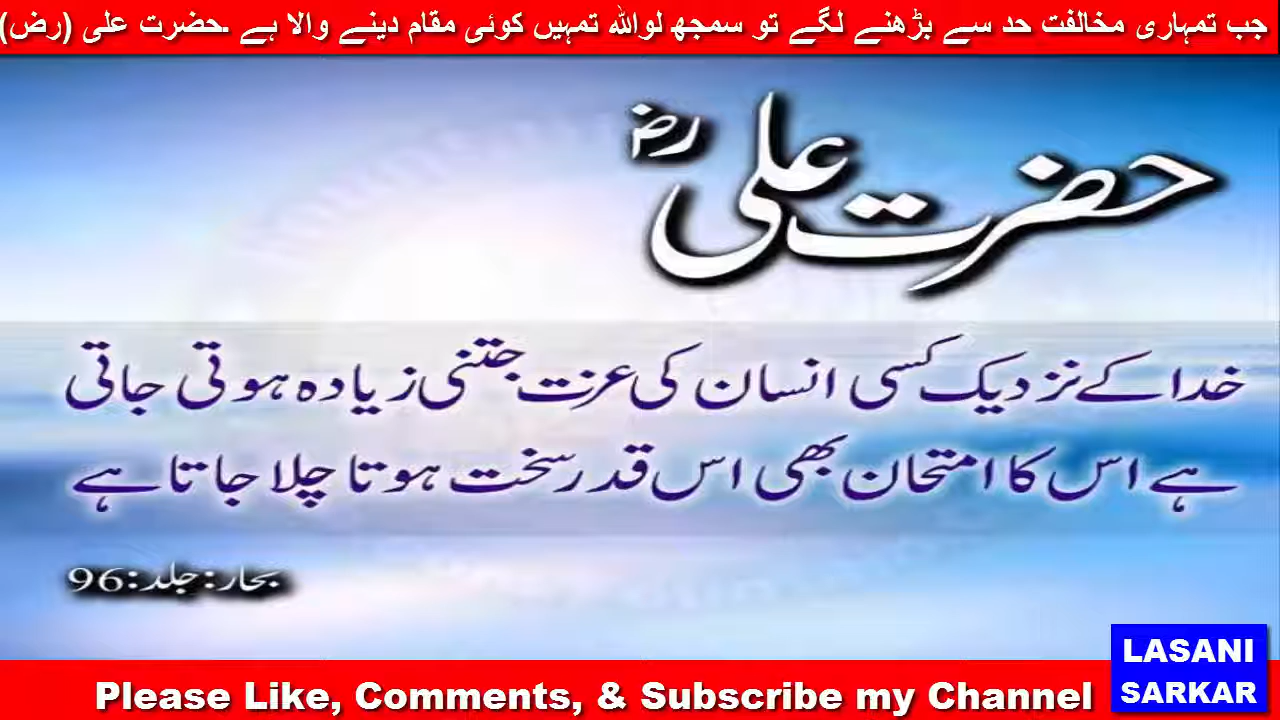 جب تمہاری مخالفت حد سے بڑھنے لگے تو سمجھ لواللہ تمہیں کوئی مقام دینے والا ہے ۔حضرت علی (رض)
حضرت علی رض
خدا کے نزدیک کسی انسان کی عزت جتنی زیادہ ہوتی جاتی
ہے اس کا امتحان بھی اس قدر سخت ہوتا چلا جاتا ہے
بحار: جلد: 96
LASANI
SARKAR
Please Like, Comments, & Subscribe my Channel